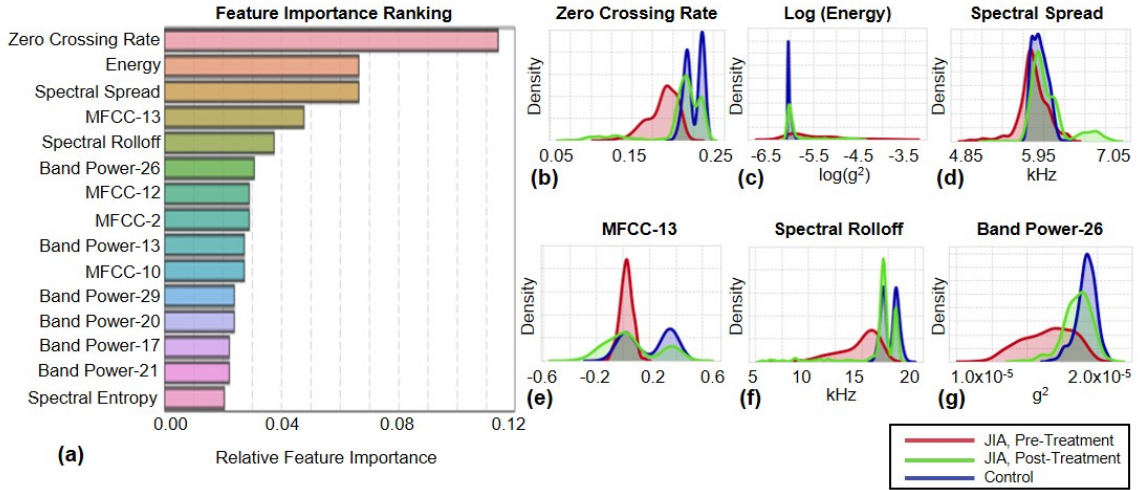 Feature Importance Ranking
Zero Crossing Rate
Energy
Spectral Spread
MFCC-13
Spectral Rolloff
Band Power-26
MFCC-12
MFCC-2
Band Power-13
MFCC-10
Band Power-29
Band Power-20
Band Power-17
Band Power-21
Spectral Entropy
0.00 0.04 0.08 0.12
(a)
Relative Feature Importance
Zero Crossing Rate
Density
0.05 0.15 0.25
(b)
Log (Energy)
Density
-6.5 -5.5 -4.5 -3.5
(c) log(g²)
Spectral Spread
Density
4.85 5.95 7.05
(d) kHz
MFCC-13
Density
-0.6 -0.2 0.2 0.6
(e)
Spectral Rolloff
Density
5 10 15 20
(f) kHz
Band Power-26
Density
1.0x10⁻⁵ 2.0x10⁻⁵
(g) g²
JIA, Pre-Treatment
JIA, Post-Treatment
Control